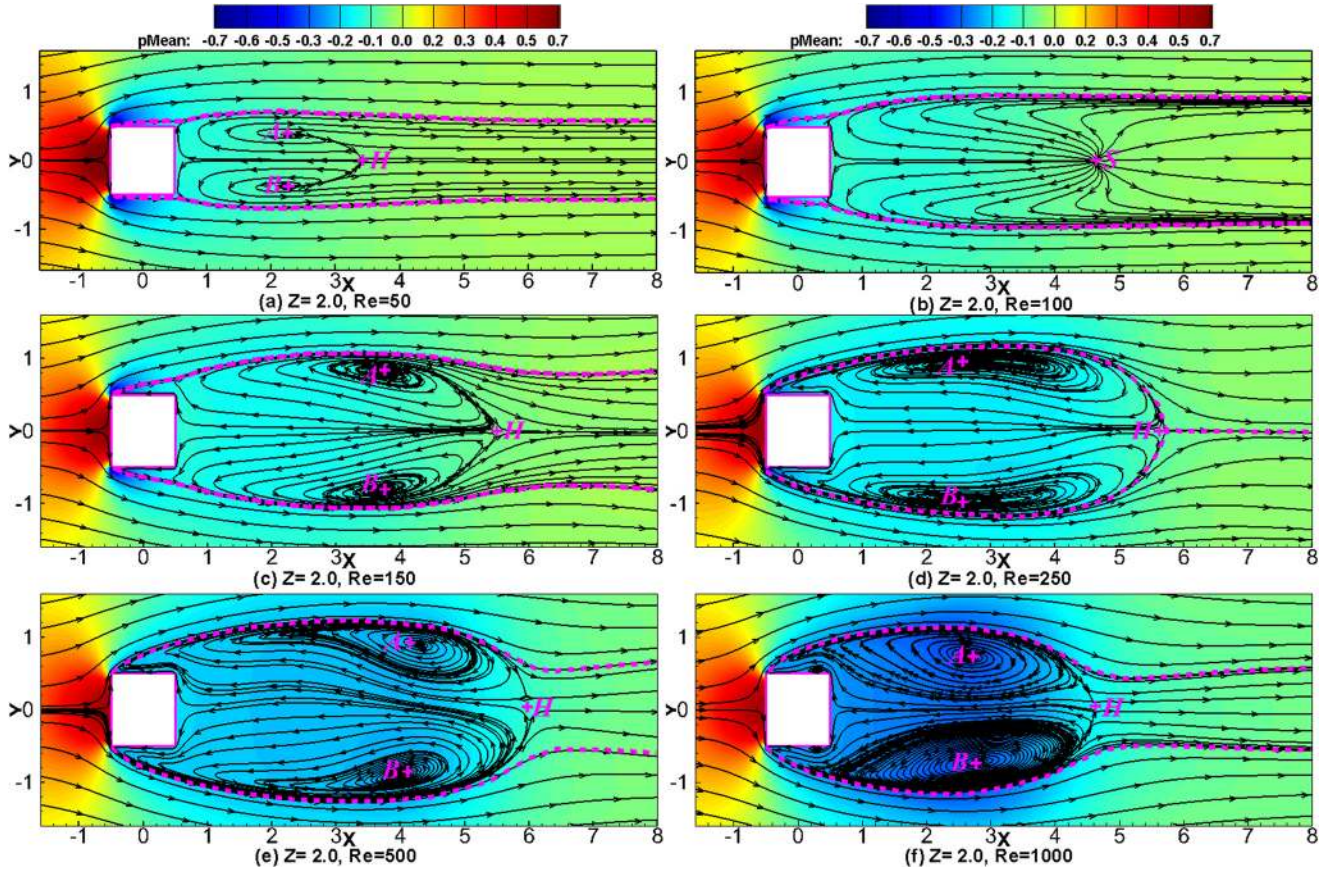 pMean: -0.7 -0.6 -0.5 -0.3 -0.2 -0.1 0.0 0.2 0.3 0.4 0.5 0.7
pMean: -0.7 -0.6 -0.5 -0.3 -0.2 -0.1 0.0 0.2 0.3 0.4 0.5 0.7
Y 1 0 -1
A
B
H
-1 0 1 2 3 4 5 6 7 8
X
(a) Z= 2.0, Re=50
Y 1 0 -1
S
-1 0 1 2 3 4 5 6 7 8
X
(b) Z= 2.0, Re=100
Y 1 0 -1
A
B
H
-1 0 1 2 3 4 5 6 7 8
X
(c) Z= 2.0, Re=150
Y 1 0 -1
A
B
H
-1 0 1 2 3 4 5 6 7 8
X
(d) Z= 2.0, Re=250
Y 1 0 -1
A
B
H
-1 0 1 2 3 4 5 6 7 8
X
(e) Z= 2.0, Re=500
Y 1 0 -1
A
B
H
-1 0 1 2 3 4 5 6 7 8
X
(f) Z= 2.0, Re=1000